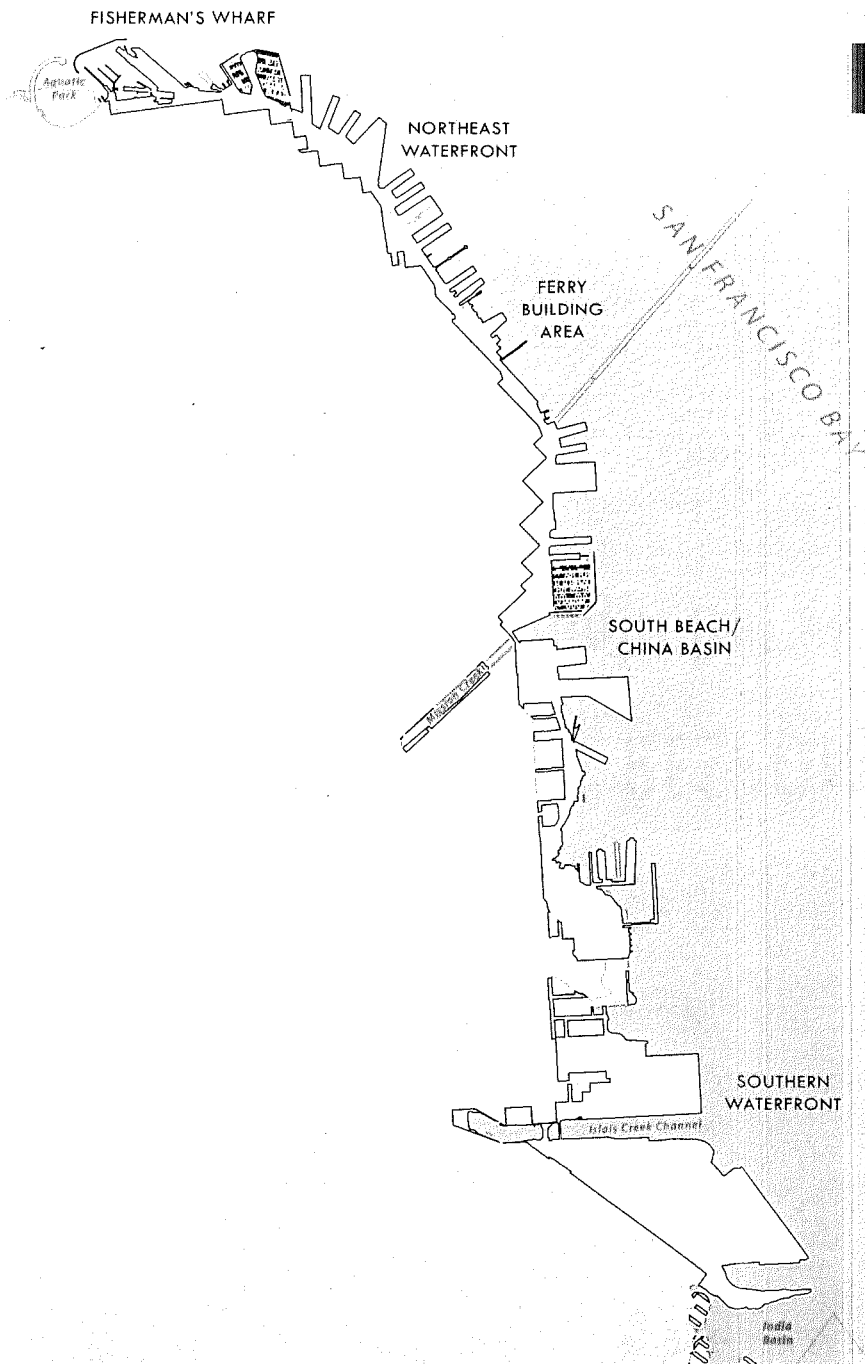 FISHERMAN'S WHARF
Aquatic
Park
NORTHEAST
WATERFRONT
SAN FRANCISCO BAY
FERRY
BUILDING
AREA
SOUTH BEACH/
CHINA BASIN
Mission Creek
SOUTHERN
WATERFRONT
Islais Creek Channel
India
Basin